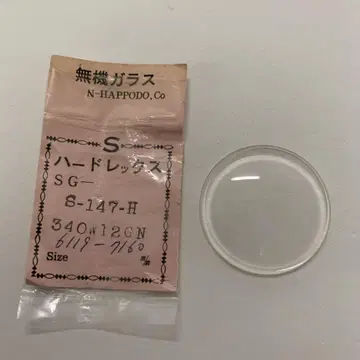 無機ガラス
N-HAPPODO.Co
S
ハードレックス
SG-
S-147-H
340W12GN
6119-7160
Size m/m